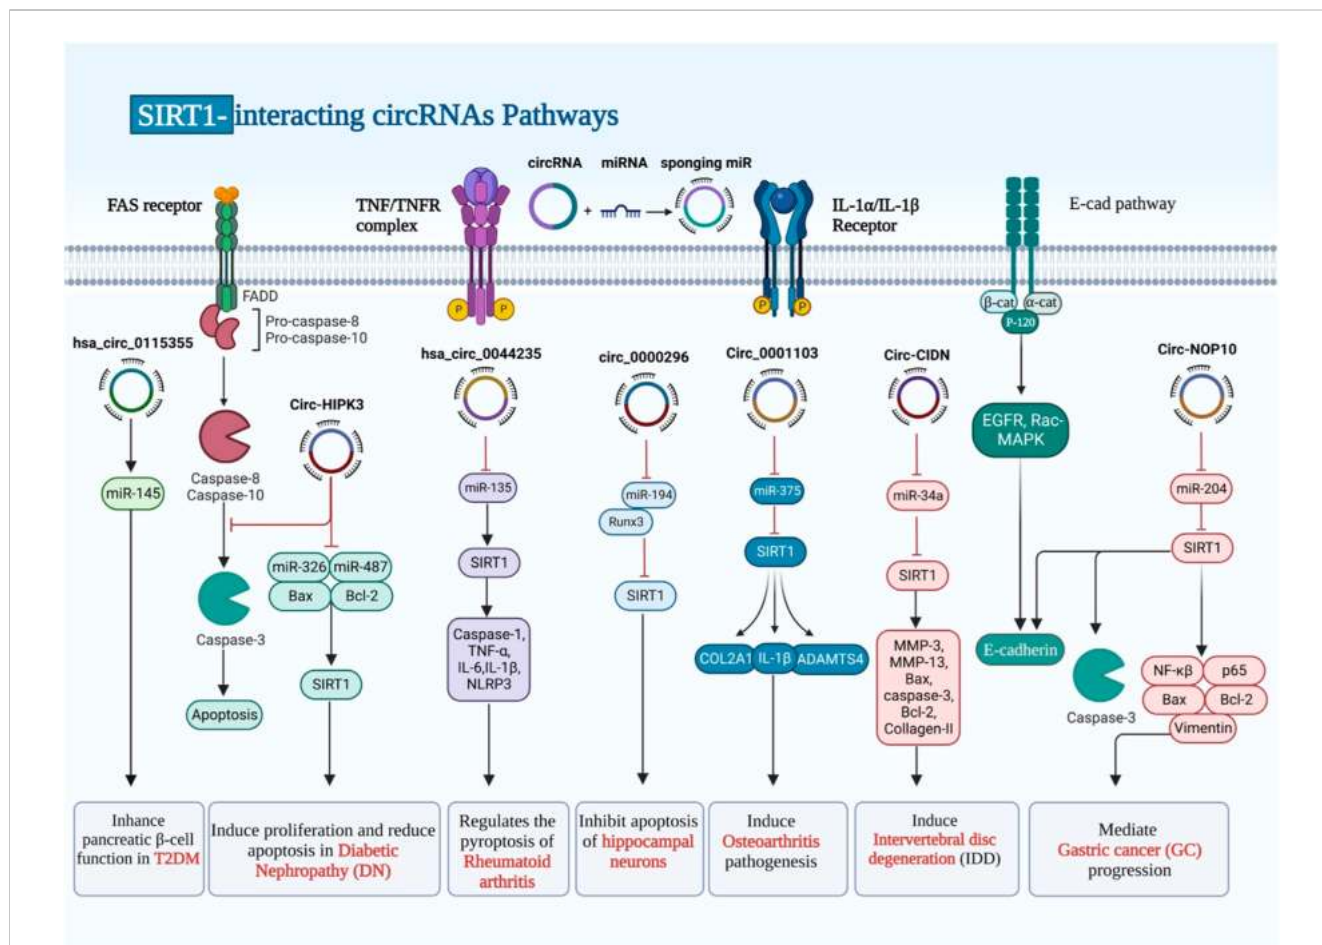 SIRT1-interacting circRNAs Pathways
circRNA
miRNA
sponging miR
+
FAS receptor
TNF/TNFR
complex
IL-1α/IL-1β
Receptor
E-cad pathway
FADD
Pro-caspase-8
Pro-caspase-10
P
P
P
P
β-cat
α-cat
P-120
hsa_circ_0115355
miR-145
Caspase-8
Caspase-10
Caspase-3
Apoptosis
Circ-HIPK3
miR-326
miR-487
Bax
Bcl-2
SIRT1
hsa_circ_0044235
miR-135
SIRT1
Caspase-1,
TNF-α,
IL-6,IL-1β,
NLRP3
circ_0000296
miR-194
Runx3
SIRT1
Circ_0001103
miR-375
SIRT1
COL2A1
IL-1β
ADAMTS4
Circ-CIDN
miR-34a
SIRT1
MMP-3,
MMP-13,
Bax,
caspase-3,
Bcl-2,
Collagen-II
EGFR, Rac-
MAPK
E-cadherin
Circ-NOP10
miR-204
SIRT1
Caspase-3
NF-κβ
p65
Bax
Bcl-2
Vimentin
Inhance
pancreatic β-cell
function in T2DM
Induce proliferation and reduce
apoptosis in Diabetic
Nephropathy (DN)
Regulates the
pyroptosis of
Rheumatoid
arthritis
Inhibit apoptosis
of hippocampal
neurons
Induce
Osteoarthritis
pathogenesis
Induce
Intervertebral disc
degeneration (IDD)
Mediate
Gastric cancer (GC)
progression